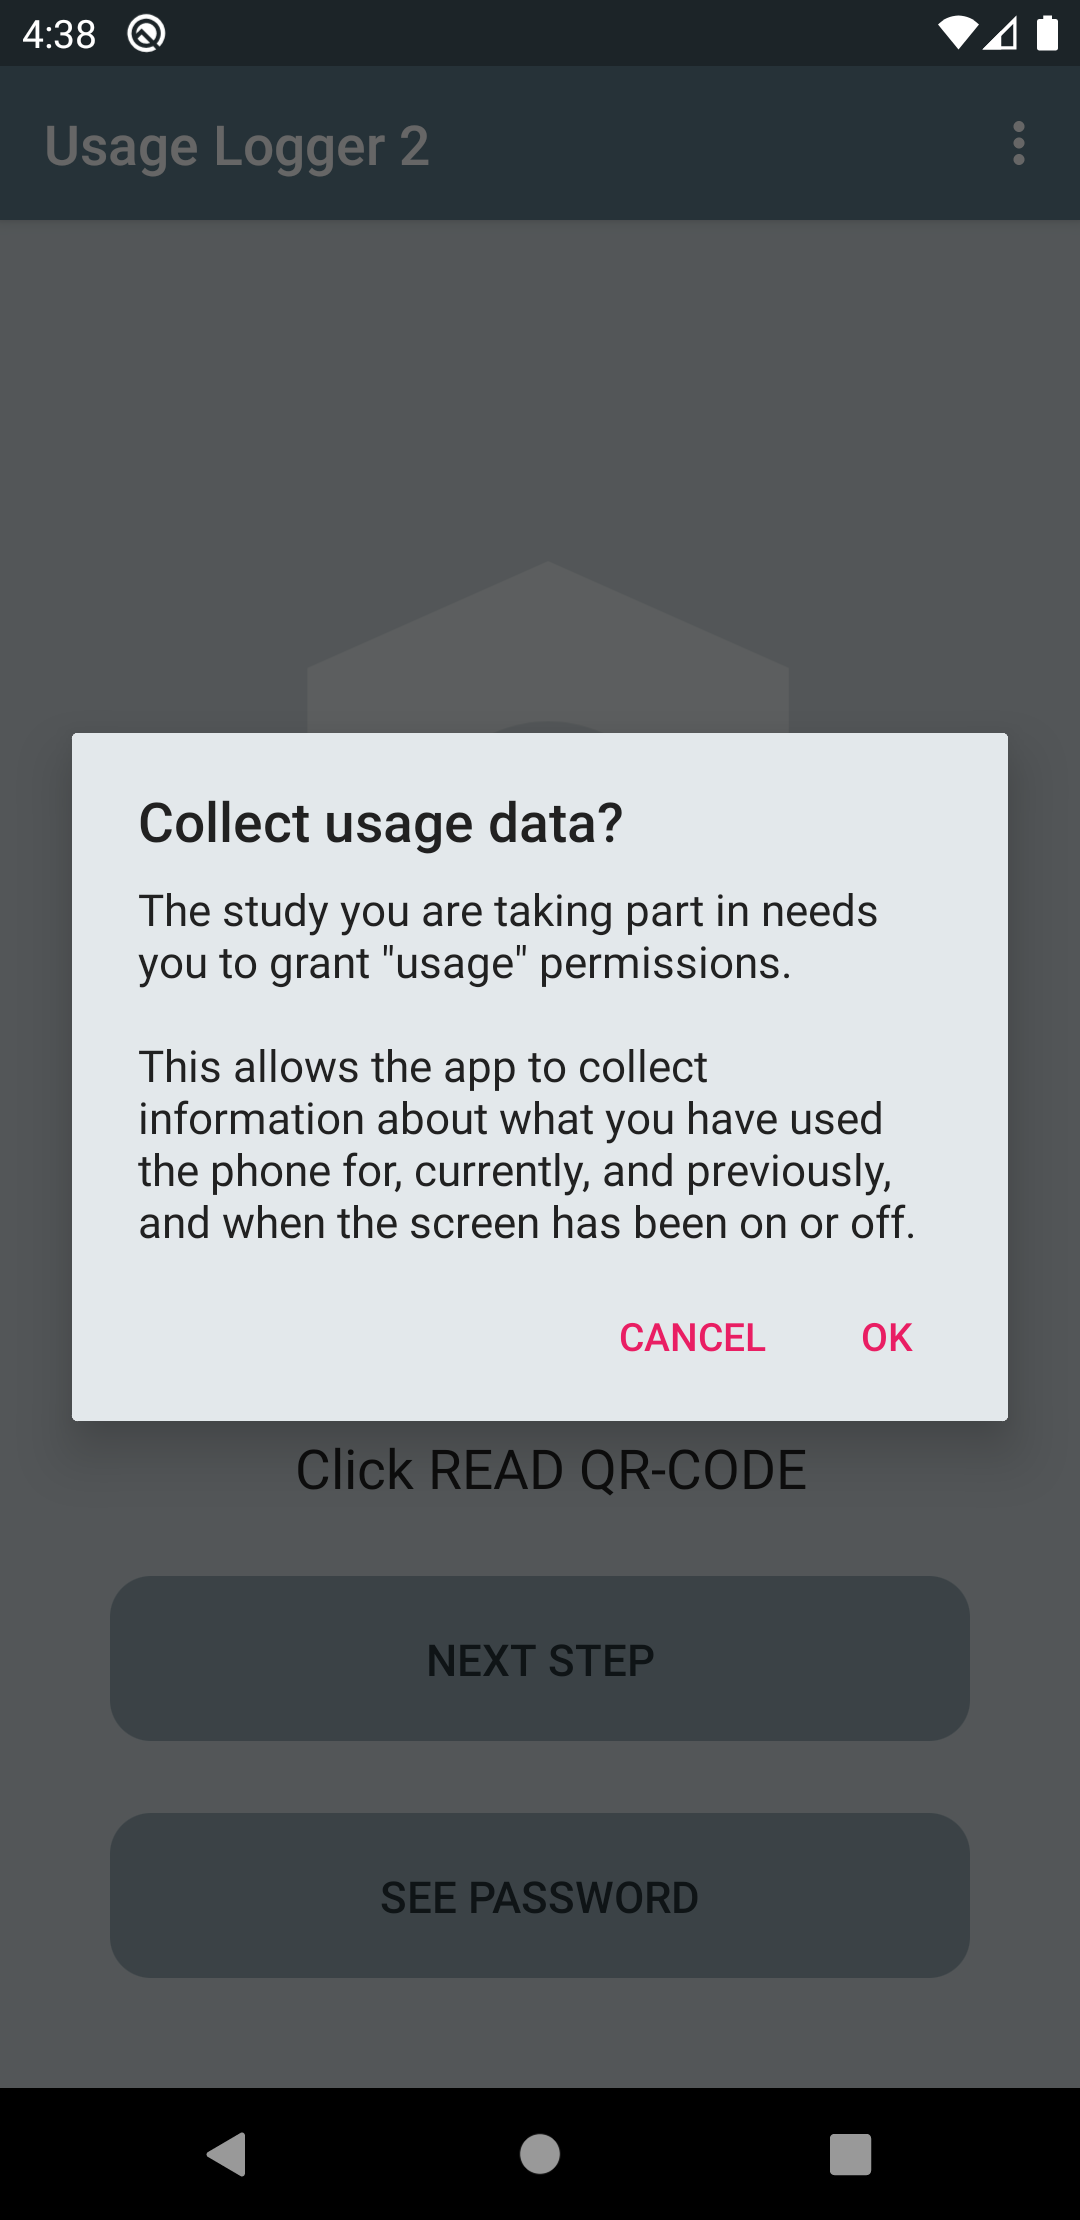 4:38
Usage Logger 2
Collect usage data?
The study you are taking part in needs
you to grant "usage" permissions.
This allows the app to collect
information about what you have used
the phone for, currently, and previously,
and when the screen has been on or off.
CANCEL OK
Click READ QR-CODE
NEXT STEP
SEE PASSWORD